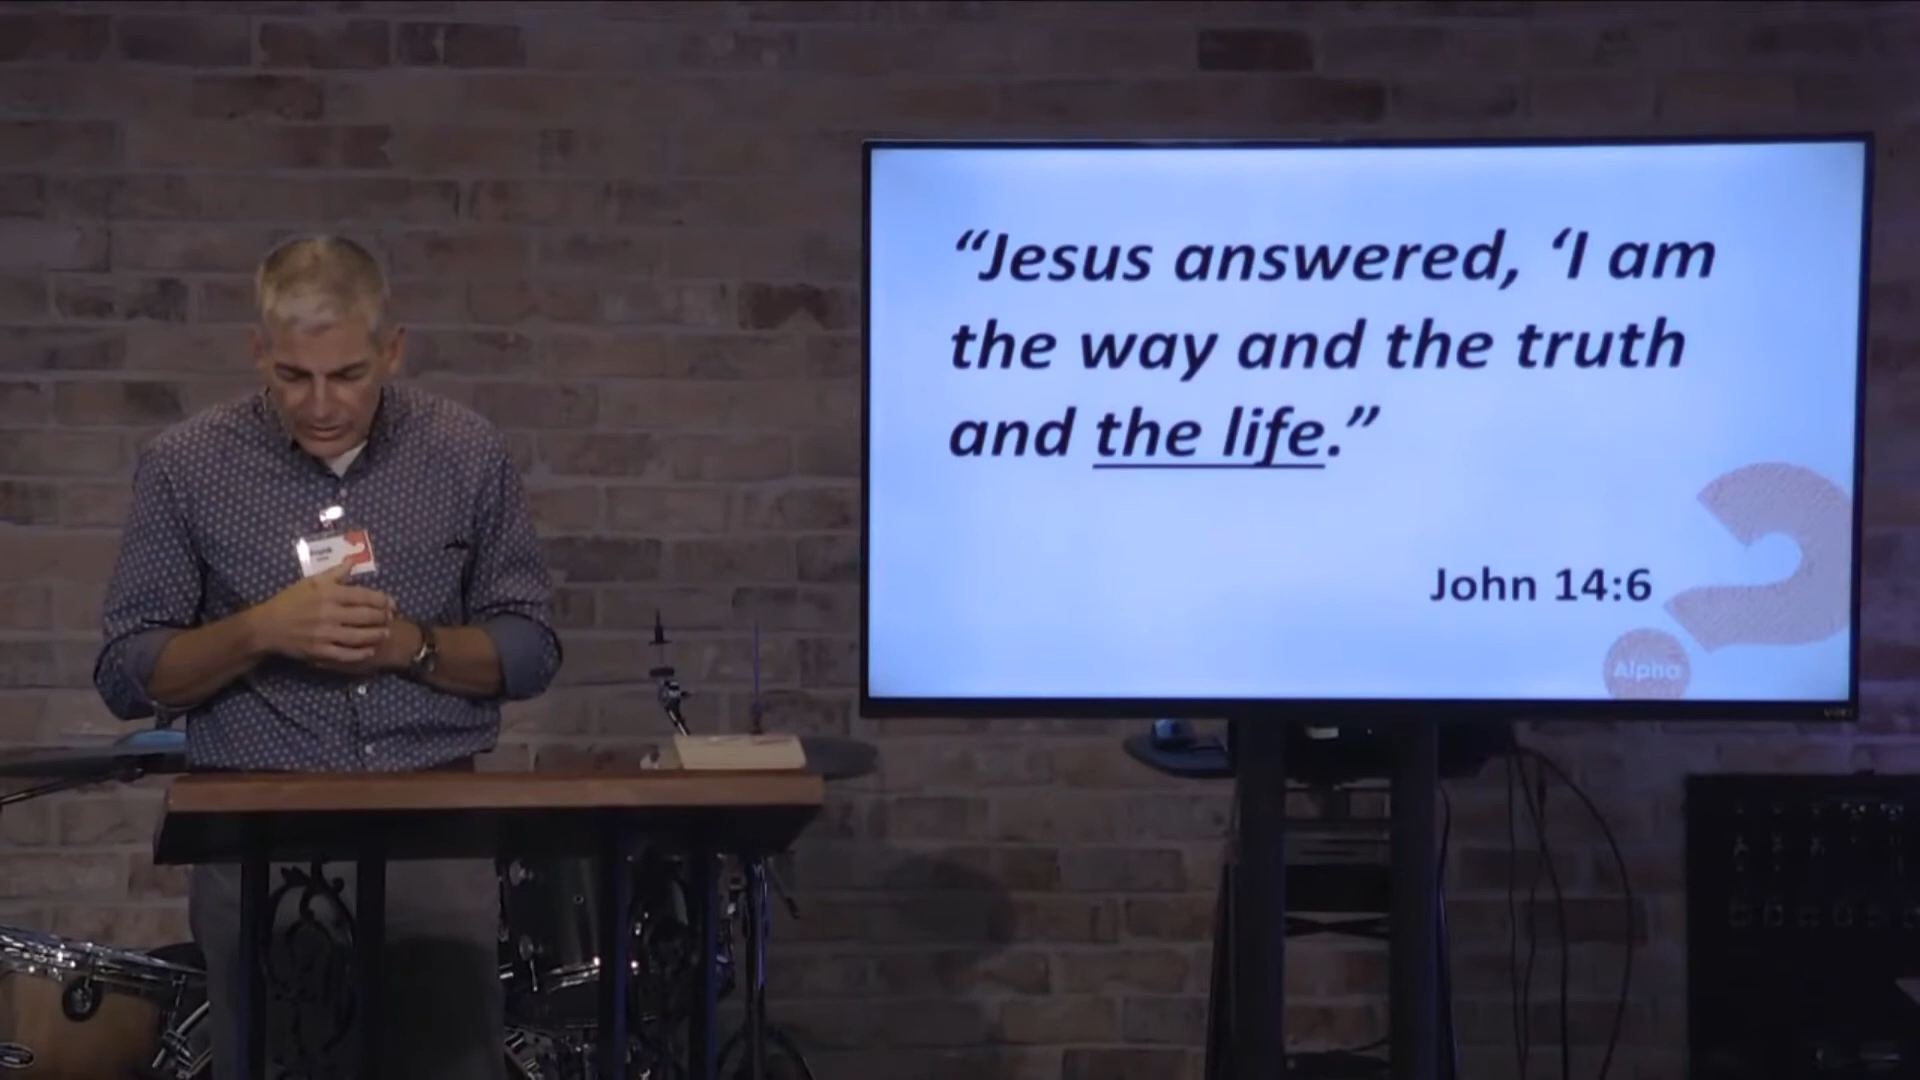 “Jesus answered, ‘I am
the way and the truth
and the life.”
John 14:6
Alpha